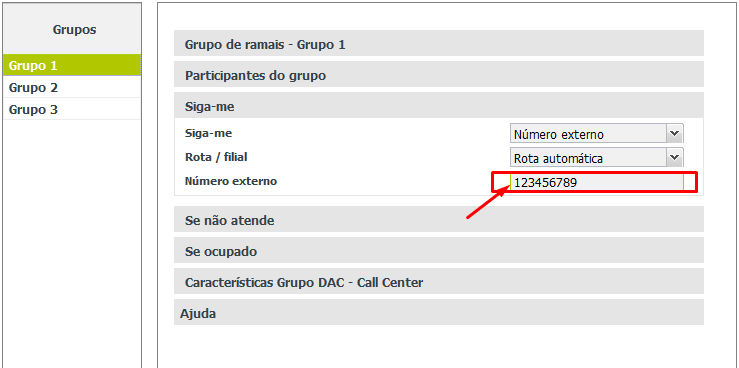 Grupos
Grupo 1
Grupo 2
Grupo 3
Grupo de ramais - Grupo 1
Participantes do grupo
Siga-me
Siga-me Número externo
Rota / filial Rota automática
Número externo 123456789
Se não atende
Se ocupado
Características Grupo DAC - Call Center
Ajuda